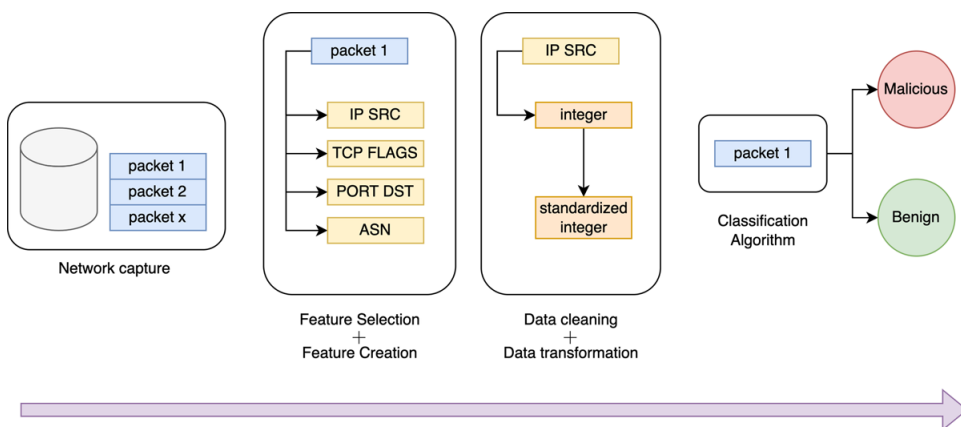 packet 1
packet 2
packet x
Network capture
packet 1
IP SRC
TCP FLAGS
PORT DST
ASN
Feature Selection
+
Feature Creation
IP SRC
integer
standardized
integer
Data cleaning
+
Data transformation
packet 1
Classification
Algorithm
Malicious
Benign